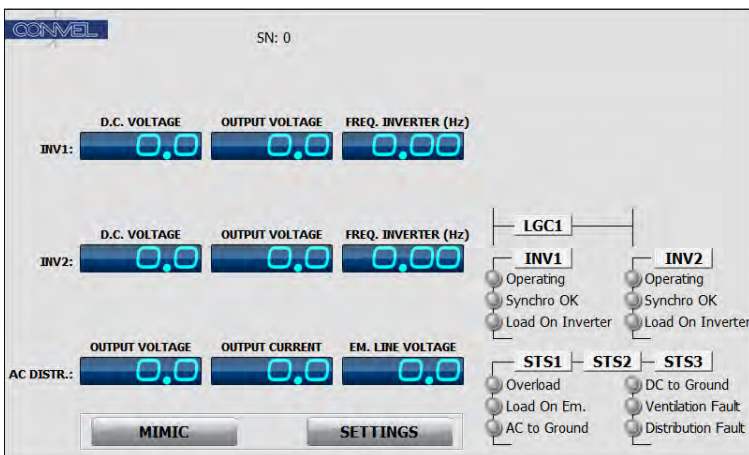 CONVEL
SN: 0
D.C. VOLTAGE OUTPUT VOLTAGE FREQ. INVERTER (Hz)
INV1: 0.0 0.0 0.00
LGC1
D.C. VOLTAGE OUTPUT VOLTAGE FREQ. INVERTER (Hz)
INV2: 0.0 0.0 0.00
INV1 INV2
Operating Operating
Synchro OK Synchro OK
Load On Inverter Load On Inverter
OUTPUT VOLTAGE OUTPUT CURRENT EM. LINE VOLTAGE
AC DISTR.: 0.0 0.0 0.0
STS1 STS2 STS3
Overload DC to Ground
Load On Em. Ventilation Fault
AC to Ground Distribution Fault
MIMIC SETTINGS